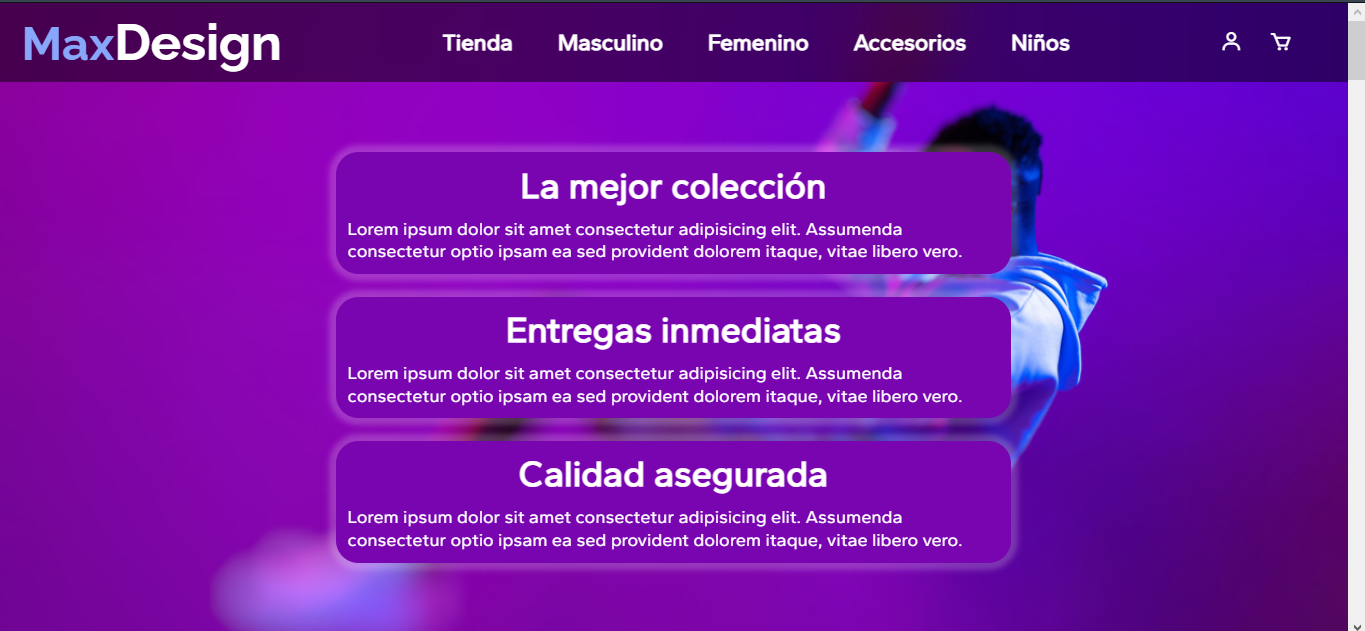 MaxDesign
Tienda Masculino Femenino Accesorios Niños
La mejor colección
Lorem ipsum dolor sit amet consectetur adipisicing elit. Assumenda
consectetur optio ipsam ea sed provident dolorem itaque, vitae libero vero.
Entregas inmediatas
Lorem ipsum dolor sit amet consectetur adipisicing elit. Assumenda
consectetur optio ipsam ea sed provident dolorem itaque, vitae libero vero.
Calidad asegurada
Lorem ipsum dolor sit amet consectetur adipisicing elit. Assumenda
consectetur optio ipsam ea sed provident dolorem itaque, vitae libero vero.